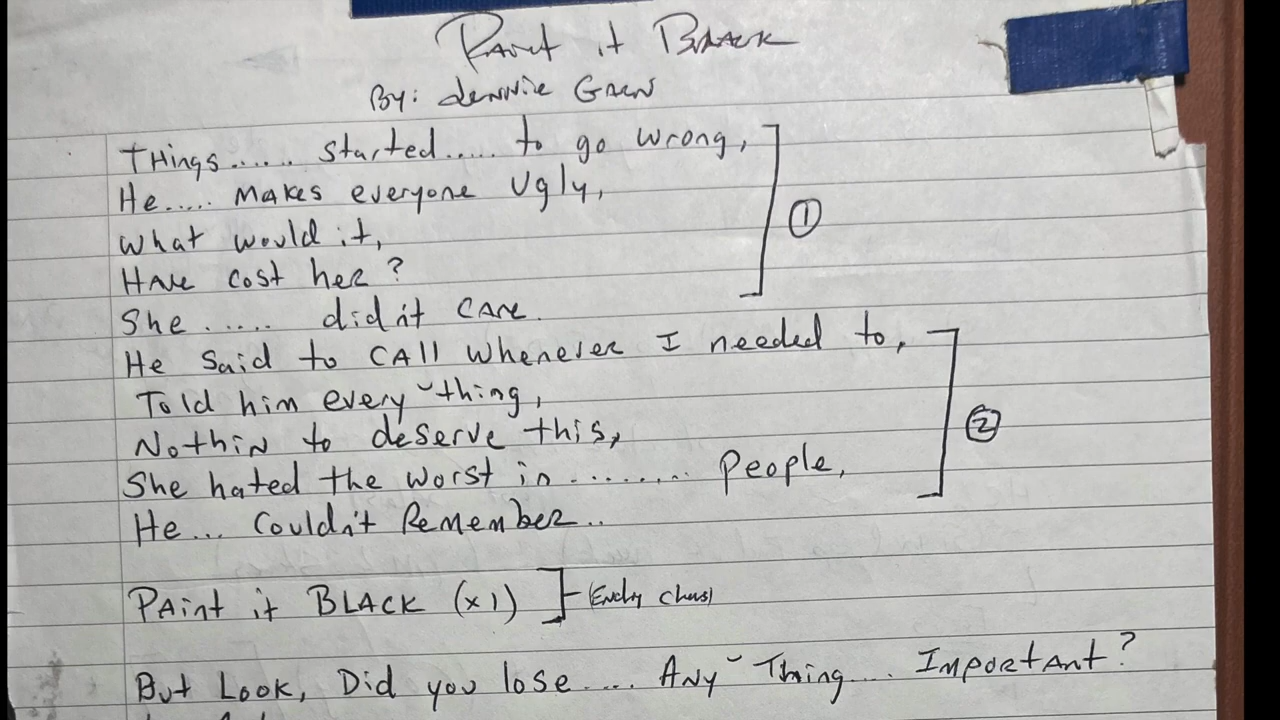 Paint it Black
By: dennie
Things...... started..... to go wrong,
He..... makes everyone Ugly,
what would it,
Have cost her?
She ...... didn't care.
①
He said to call whenever I needed to,
Told him every thing,
Nothin to deserve this,
She hated the worst in ........ people,
He... Couldn't Remember..
②
Paint it BLACK (x1)
But Look, Did you lose.... Any Thing.... Important?